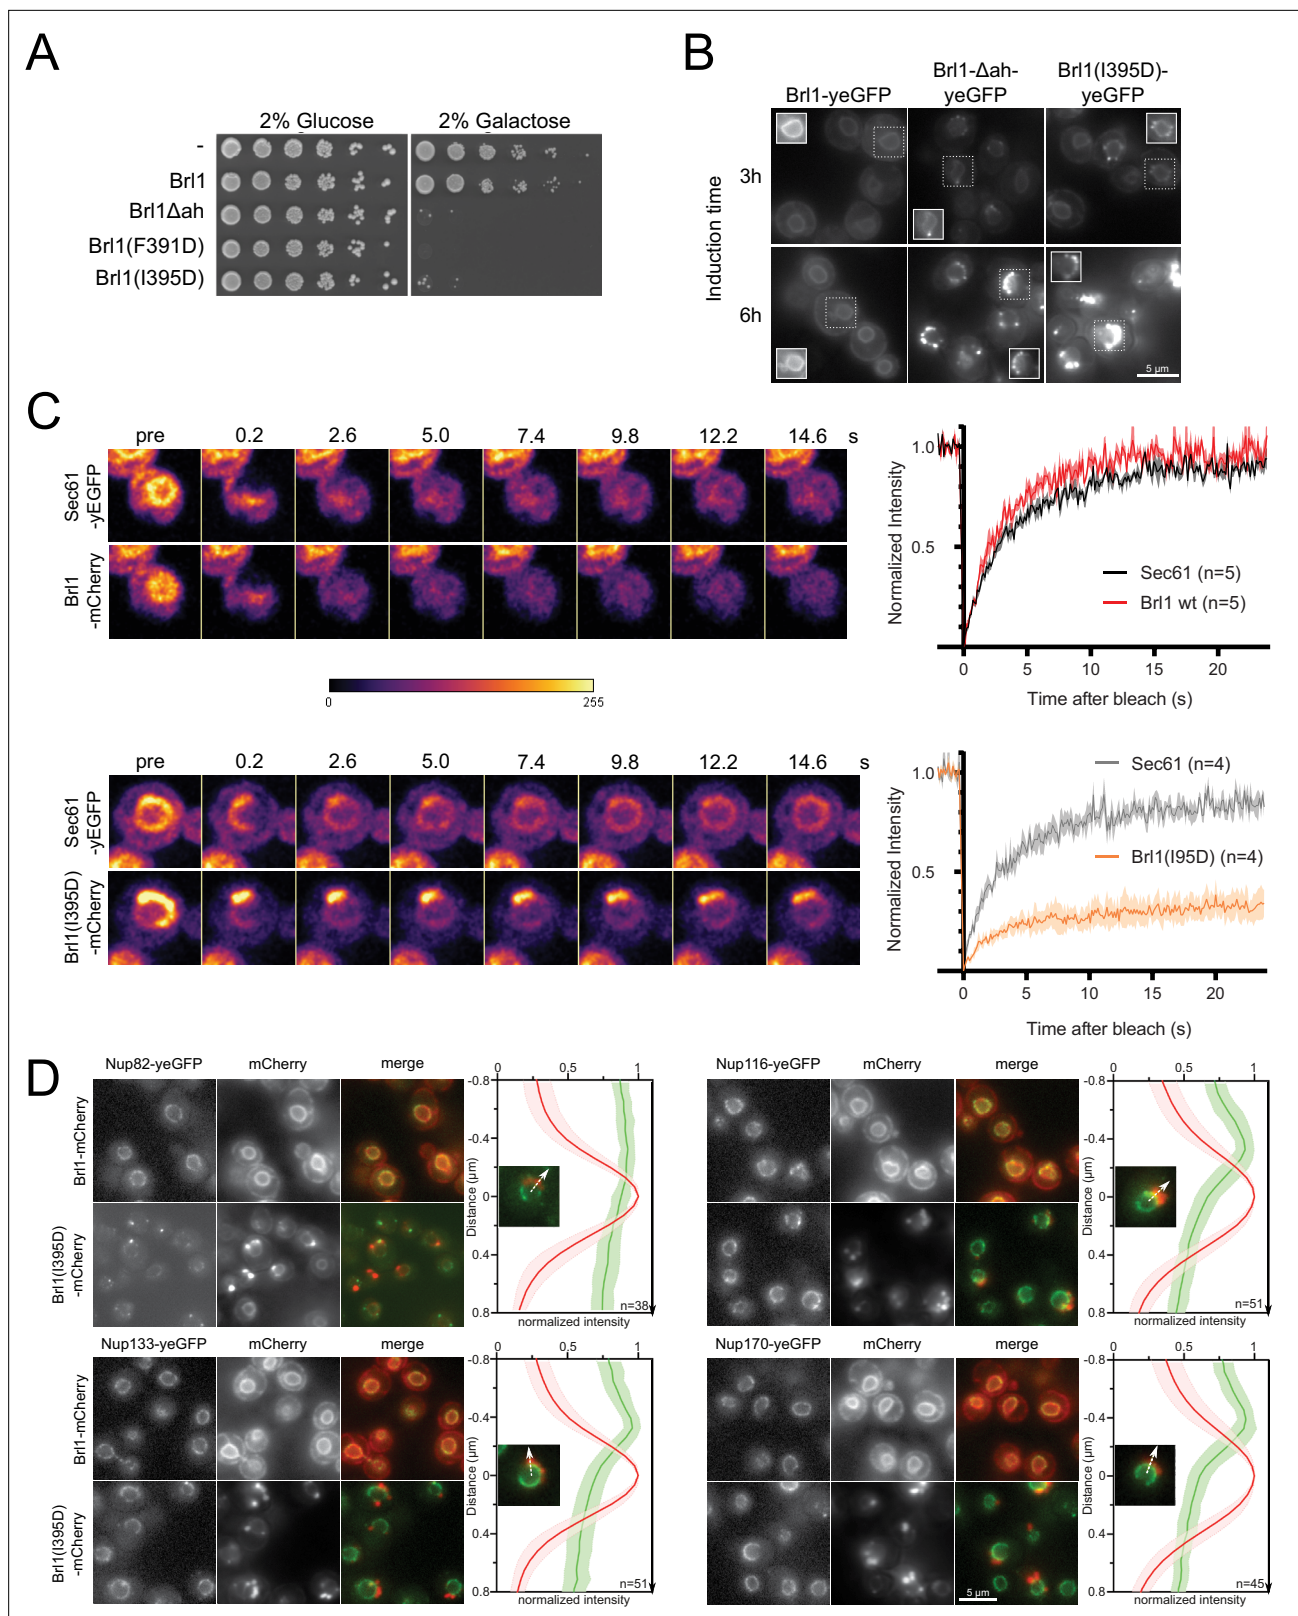 A
2% Glucose
2% Galactose
-
Brl1
Brl1Δah
Brl1(F391D)
Brl1(I395D)
B
Brl1-yeGFP
Brl1-Δah-
yeGFP
Brl1(I395D)-
yeGFP
Induction time
3h
6h
5 µm
C
pre 0.2 2.6 5.0 7.4 9.8 12.2 14.6 s
Sec61
-yEGFP
Brl1
-mCherry
0
255
Normalized Intensity
1.0
0.5
Sec61 (n=5)
Brl1 wt (n=5)
0 5 10 15 20
Time after bleach (s)
pre 0.2 2.6 5.0 7.4 9.8 12.2 14.6 s
Sec61
-yEGFP
Brl1(I395D)
-mCherry
Normalized Intensity
1.0
0.5
Sec61 (n=4)
Brl1(I95D) (n=4)
0 5 10 15 20
Time after bleach (s)
D
Nup82-yeGFP mCherry merge
Brl1-mCherry
Brl1(I395D)
-mCherry
0 0.5 1
-0.8
-0.4
0
0.4
0.8
Distance (µm)
n=38
normalized intensity
Nup116-yeGFP mCherry merge
0 0.5 1
-0.8
-0.4
0
0.4
0.8
Distance (µm)
n=51
normalized intensity
Nup133-yeGFP mCherry merge
Brl1-mCherry
Brl1(I395D)
-mCherry
0 0.5 1
-0.8
-0.4
0
0.4
0.8
Distance (µm)
n=51
normalized intensity
Nup170-yeGFP mCherry merge
5 µm
0 0.5 1
-0.8
-0.4
0
0.4
0.8
Distance (µm)
n=45
normalized intensity